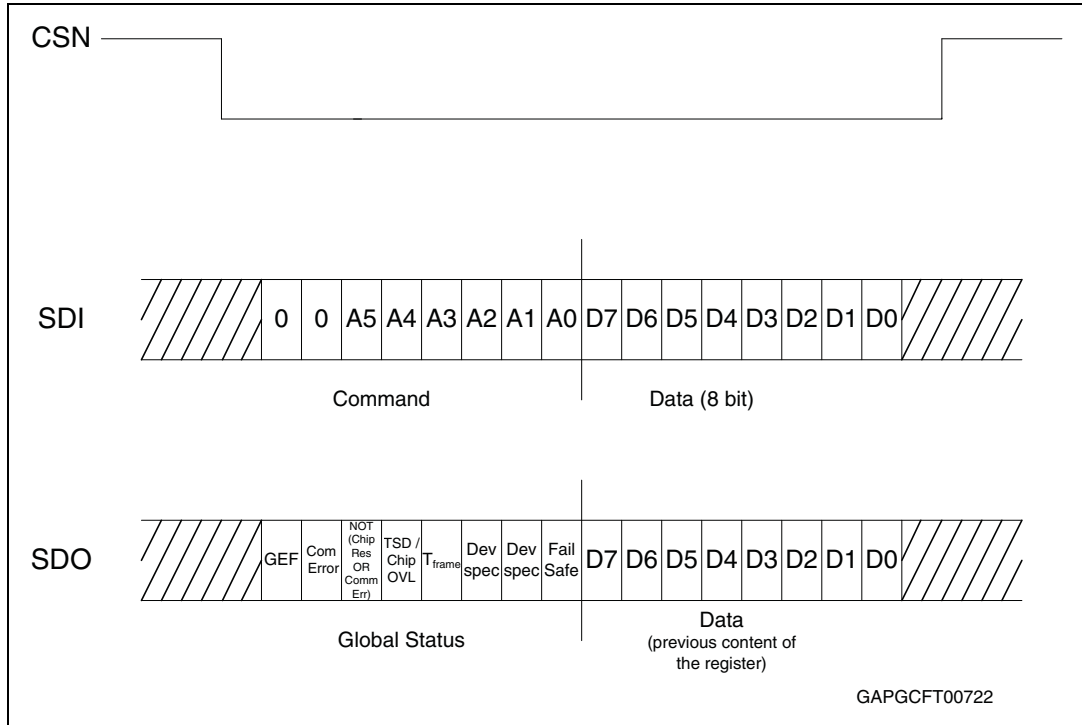 CSN
SDI
0 0 A5 A4 A3 A2 A1 A0 D7 D6 D5 D4 D3 D2 D1 D0
Command
Data (8 bit)
SDO
GEF
Com
Error
NOT
(Chip
Res
OR
Comm
Err)
TSD /
Chip
OVL
Tframe
Dev
spec
Dev
spec
Fail
Safe
D7 D6 D5 D4 D3 D2 D1 D0
Global Status
Data
(previous content of
the register)
GAPGCFT00722